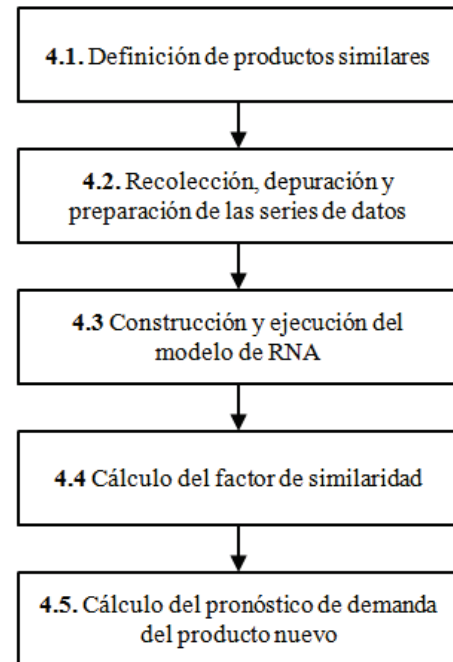 4.1. Definición de productos similares
4.2. Recolección, depuración y
preparación de las series de datos
4.3 Construcción y ejecución del
modelo de RNA
4.4 Cálculo del factor de similaridad
4.5. Cálculo del pronóstico de demanda
del producto nuevo